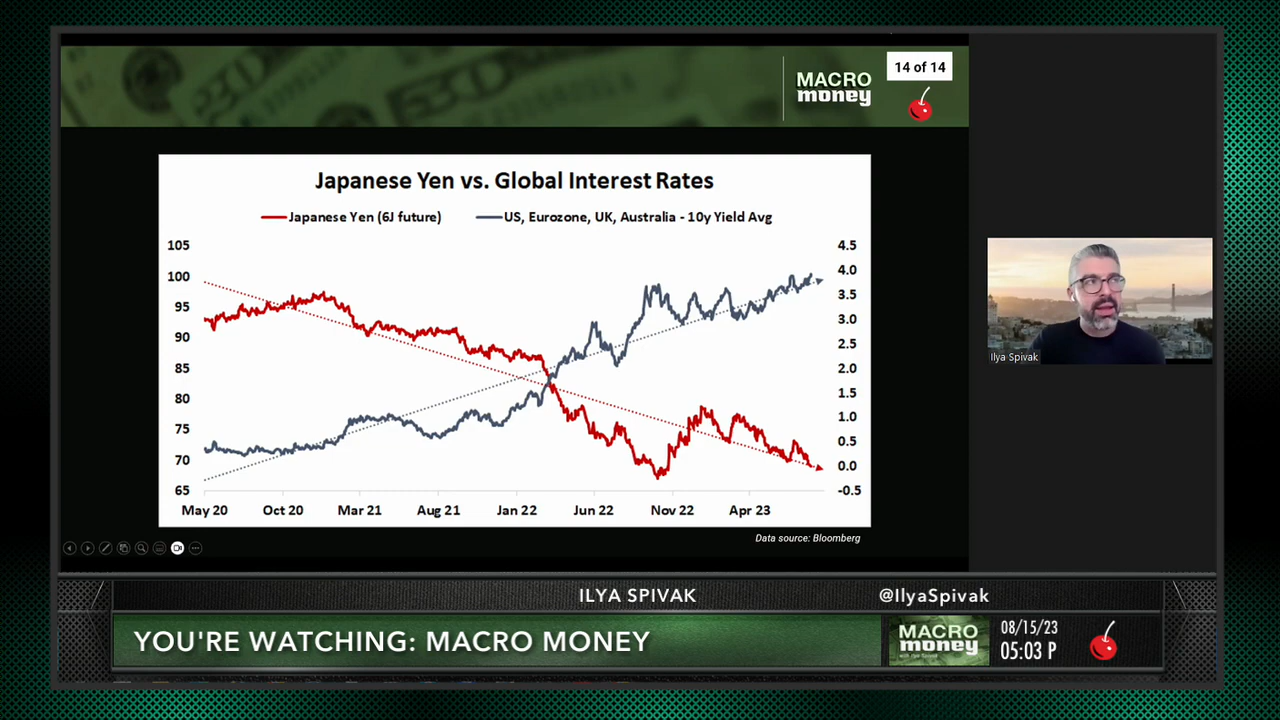 MACRO
money
14 of 14
Japanese Yen vs. Global Interest Rates
Japanese Yen (6J future)
US, Eurozone, UK, Australia - 10y Yield Avg
105
100
95
90
85
80
75
70
65
4.5
4.0
3.5
3.0
2.5
2.0
1.5
1.0
0.5
0.0
-0.5
May 20 Oct 20 Mar 21 Aug 21 Jan 22 Jun 22 Nov 22 Apr 23
Data source: Bloomberg
Ilya Spivak
ILYA SPIVAK @IlyaSpivak
YOU'RE WATCHING: MACRO MONEY
MACRO
money
with Ilya Spivak
08/15/23
05:03 P